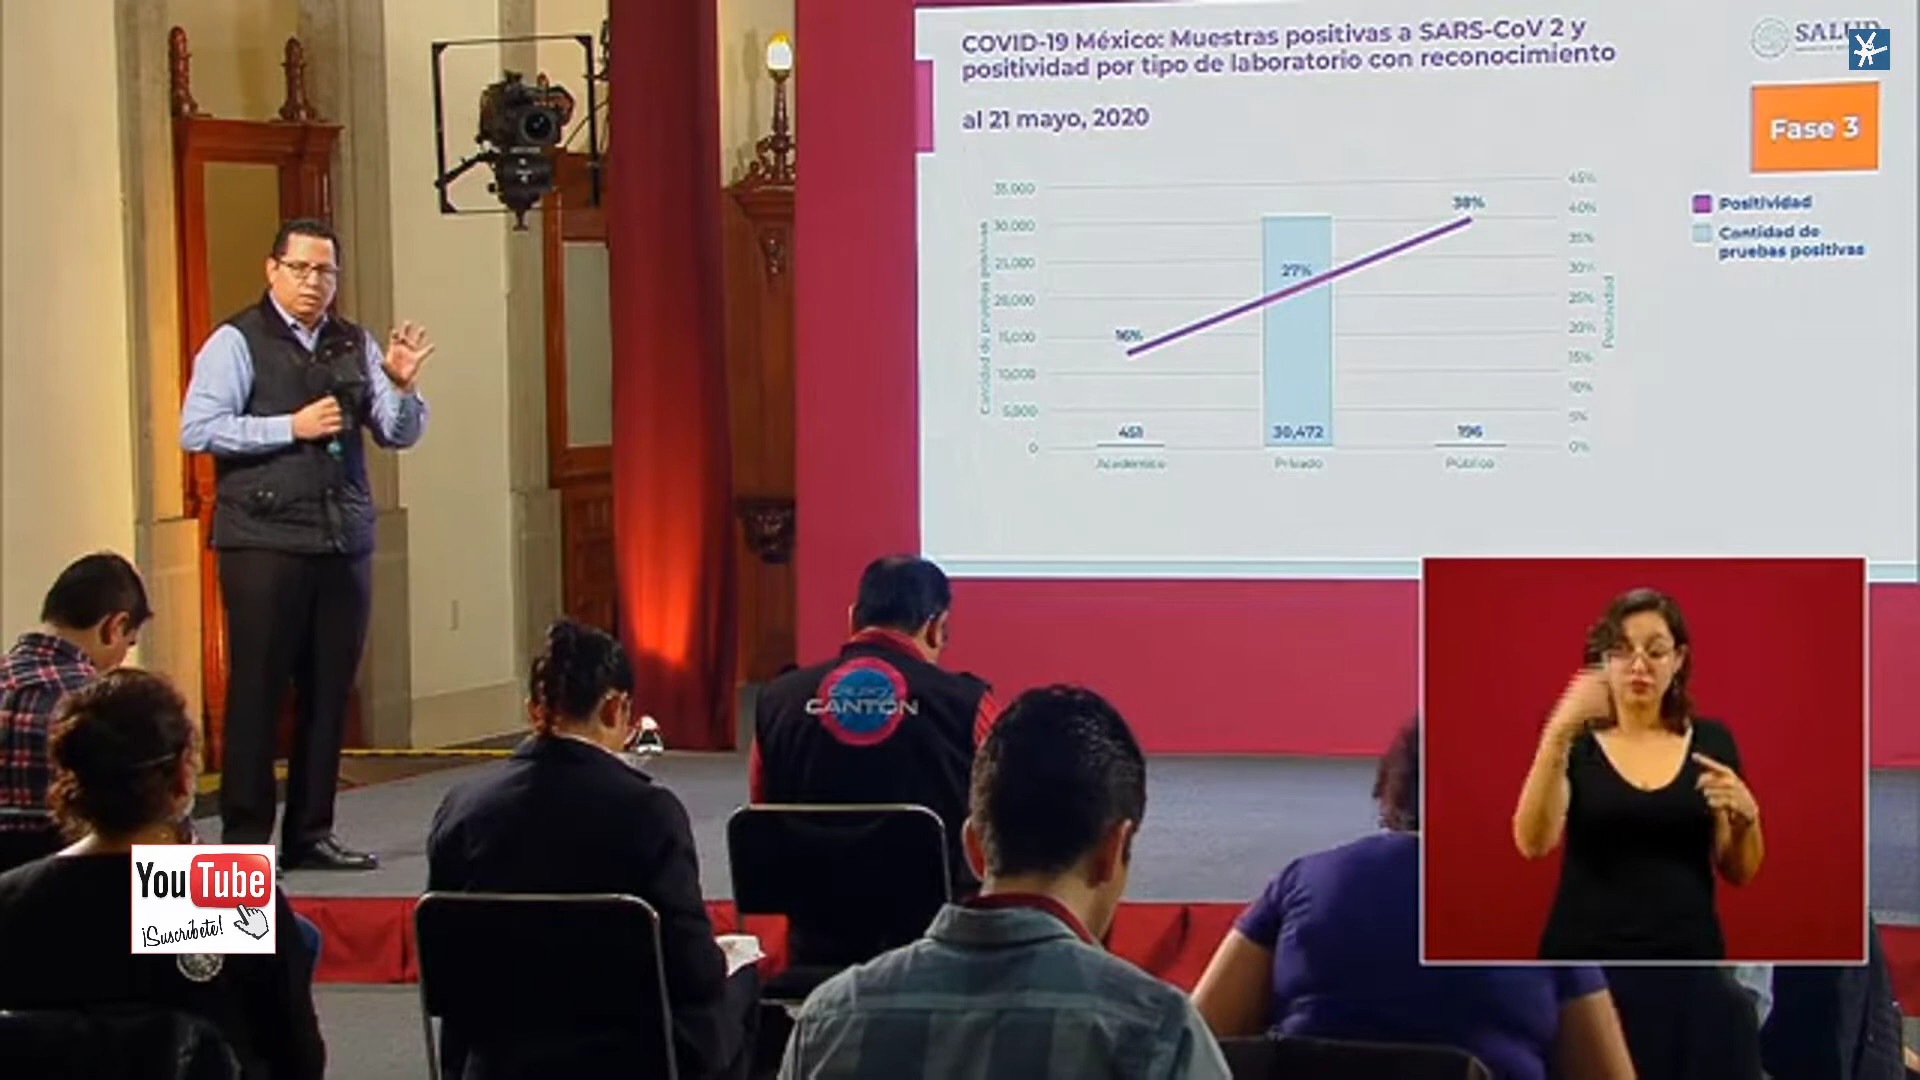 COVID-19 México: Muestras positivas a SARS-CoV 2 y
positividad por tipo de laboratorio con reconocimiento
al 21 mayo, 2020
Fase 3
Positividad
Cantidad de
pruebas positivas
Cantidad de pruebas positivas
35,000
30,000
25,000
20,000
15,000
10,000
5,000
0
16%
27%
38%
451
30,472
196
Académico
Privado
Público
45%
40%
35%
30%
25%
20%
15%
10%
5%
0%
Positividad
GRUPO
CANTÓN
YouTube
¡Suscríbete!